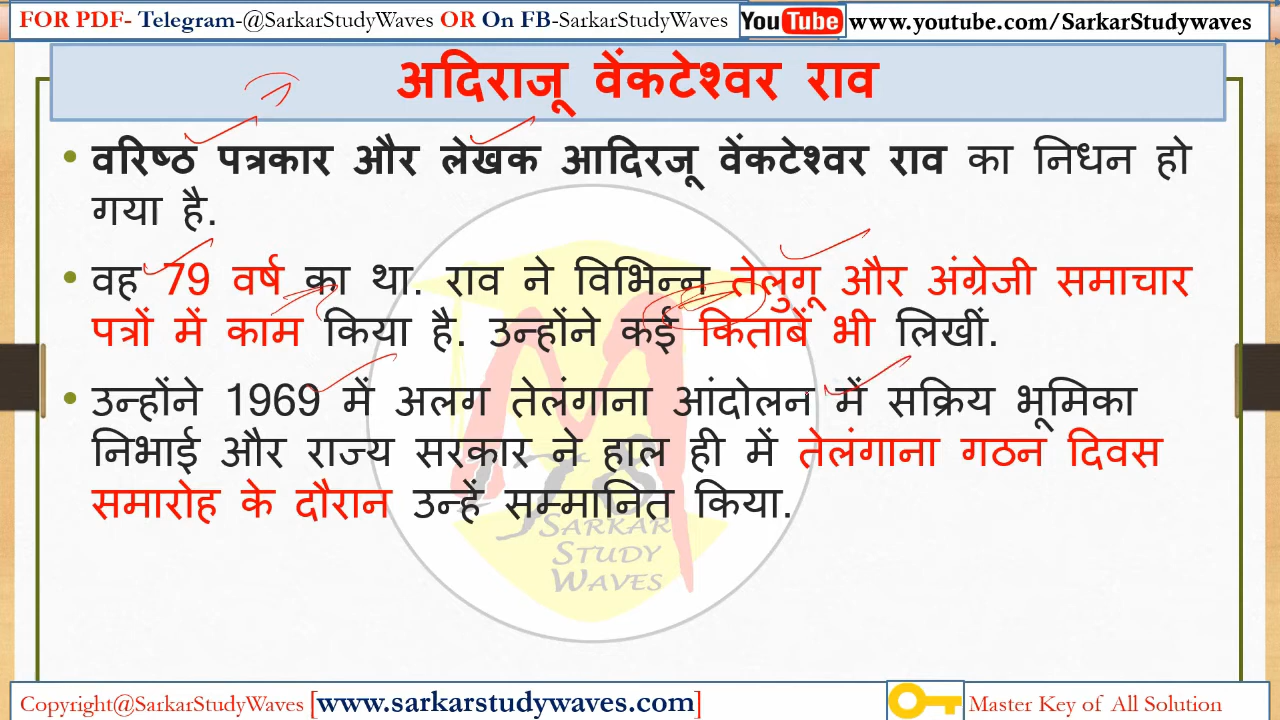 FOR PDF- Telegram-@SarkarStudyWaves OR On FB-SarkarStudyWaves
YouTube www.youtube.com/SarkarStudywaves
अदिराजू वेंकटेश्वर राव
वरिष्ठ पत्रकार और लेखक आदिरजू वेंकटेश्वर राव का निधन हो
गया है.
वह 79 वर्ष का था. राव ने विभिन्न तेलुगू और अंग्रेजी समाचार
पत्रों में काम किया है. उन्होंने कई किताबें भी लिखीं.
उन्होंने 1969 में अलग तेलंगाना आंदोलन में सक्रिय भूमिका
निभाई और राज्य सरकार ने हाल ही में तेलंगाना गठन दिवस
समारोह के दौरान उन्हें सम्मानित किया.
SARKAR
STUDY
WAVES
Copyright@SarkarStudyWaves [www.sarkarstudywaves.com]
Master Key of All Solution